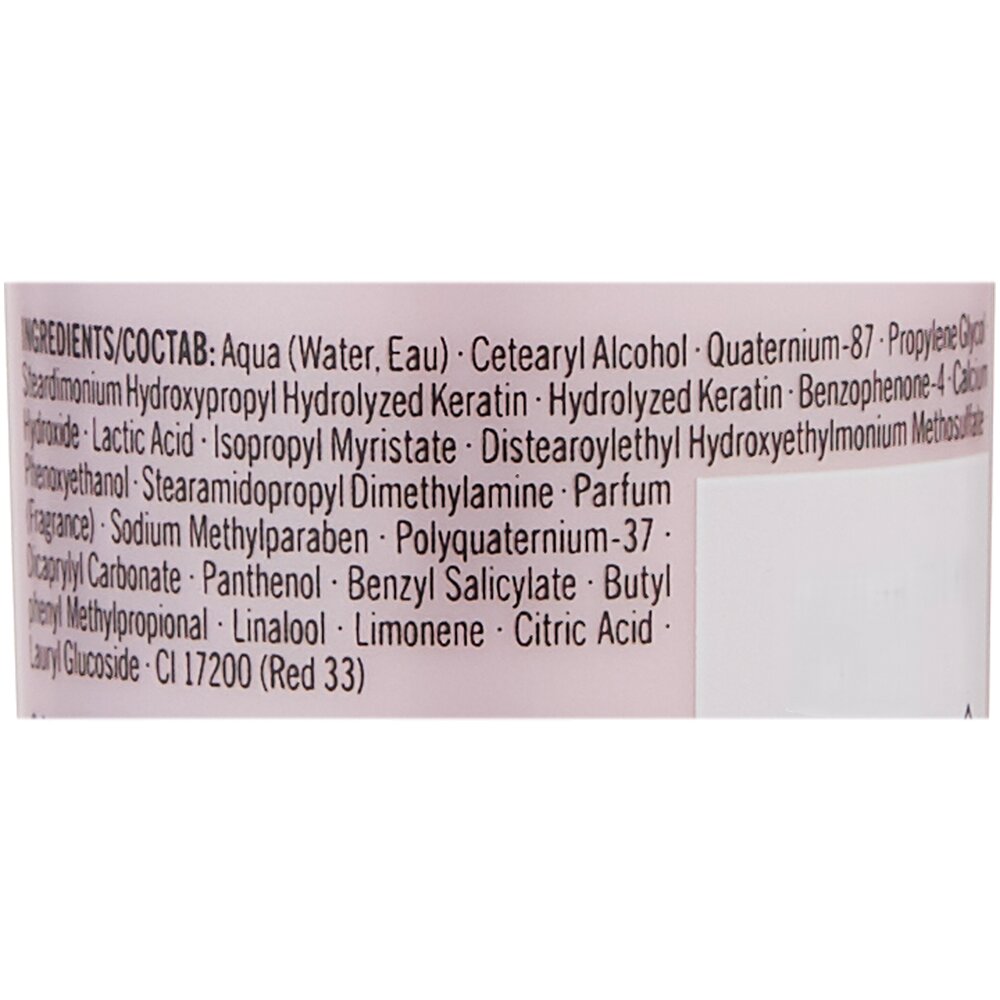 INGREDIENTS/СОСТАВ: Aqua (Water, Eau) · Cetearyl Alcohol · Quaternium-87 · Propylene Glycol
Steardimonium Hydroxypropyl Hydrolyzed Keratin · Hydrolyzed Keratin · Benzophenone-4 · Calcium
Hydroxide · Lactic Acid · Isopropyl Myristate · Distearoylethyl Hydroxyethylmonium Methosulfate
Phenoxyethanol · Stearamidopropyl Dimethylamine · Parfum
(Fragrance) · Sodium Methylparaben · Polyquaternium-37 ·
Dicaprylyl Carbonate · Panthenol · Benzyl Salicylate · Butyl
phenyl Methylpropional · Linalool · Limonene · Citric Acid ·
Lauryl Glucoside · CI 17200 (Red 33)